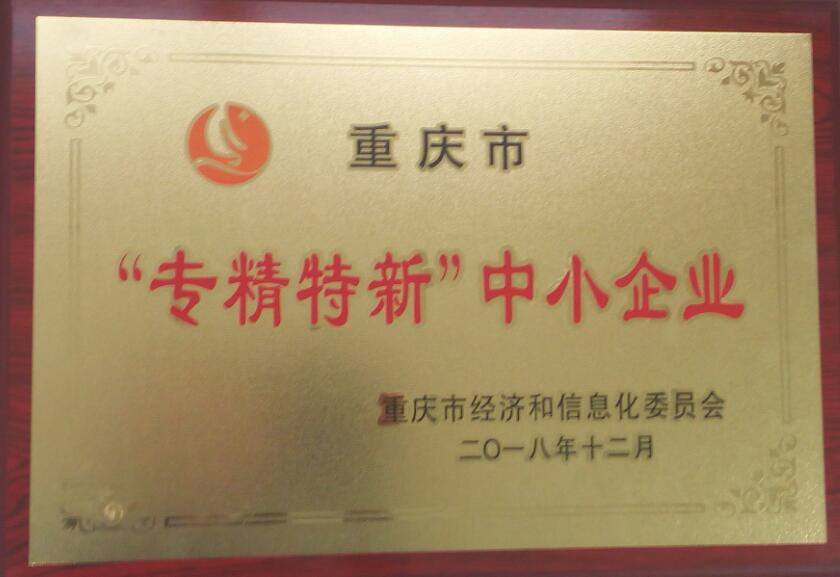 重庆市
“专精特新”中小企业
重庆市经济和信息化委员会
二〇一八年十二月